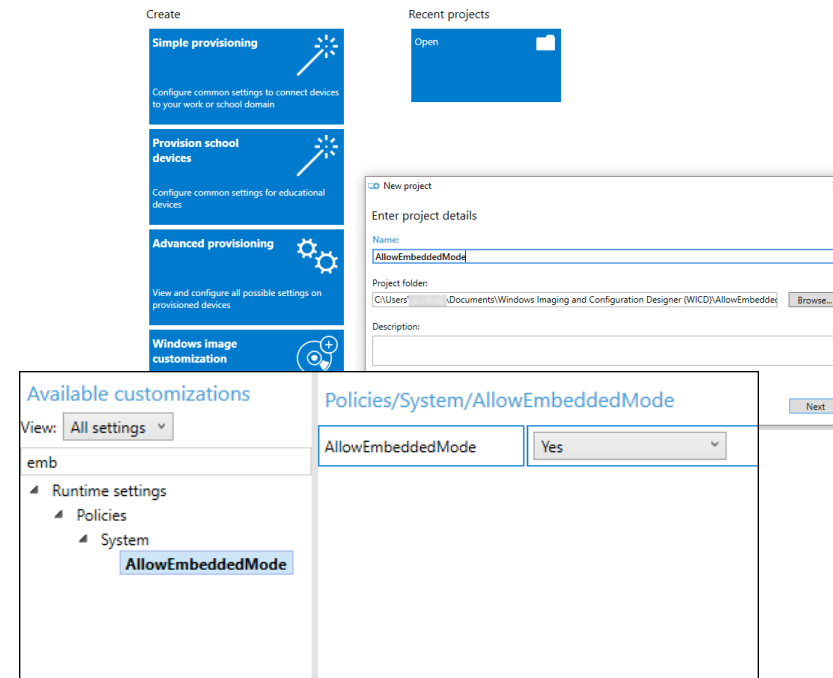 Create
Recent projects
Simple provisioning
Configure common settings to connect devices
to your work or school domain
Open
Provision school
devices
Configure common settings for educational
devices
Advanced provisioning
View and configure all possible settings on
provisioned devices
Windows image
customization
New project
Enter project details
Name:
AllowEmbeddedMode
Project folder:
C:\Users\ \Documents\Windows Imaging and Configuration Designer (WICD)\AllowEmbedded
Browse...
Description:
Next
Available customizations
View: All settings
emb
Runtime settings
Policies
System
AllowEmbeddedMode
Policies/System/AllowEmbeddedMode
AllowEmbeddedMode
Yes